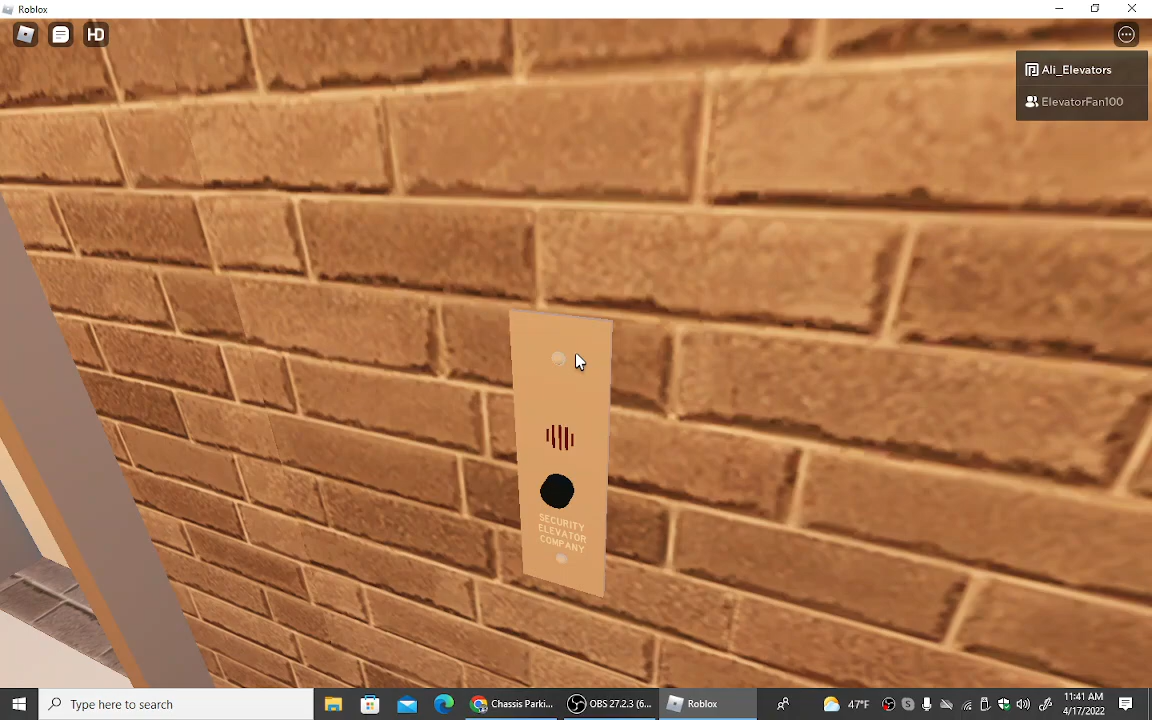 Roblox
HD
Ali_Elevators
ElevatorFan100
SECURITY
ELEVATOR
COMPANY
Type here to search
Chassis Parki...
OBS 27.2.3 (6...
Roblox
47°F
11:41 AM
4/17/2022